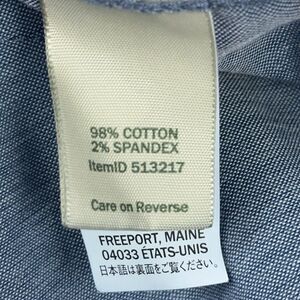 98% COTTON
2% SPANDEX
ItemID 513217
Care on Reverse
FREEPORT, MAINE
04033 ÉTATS-UNIS
日本語は裏面をご覧ください。